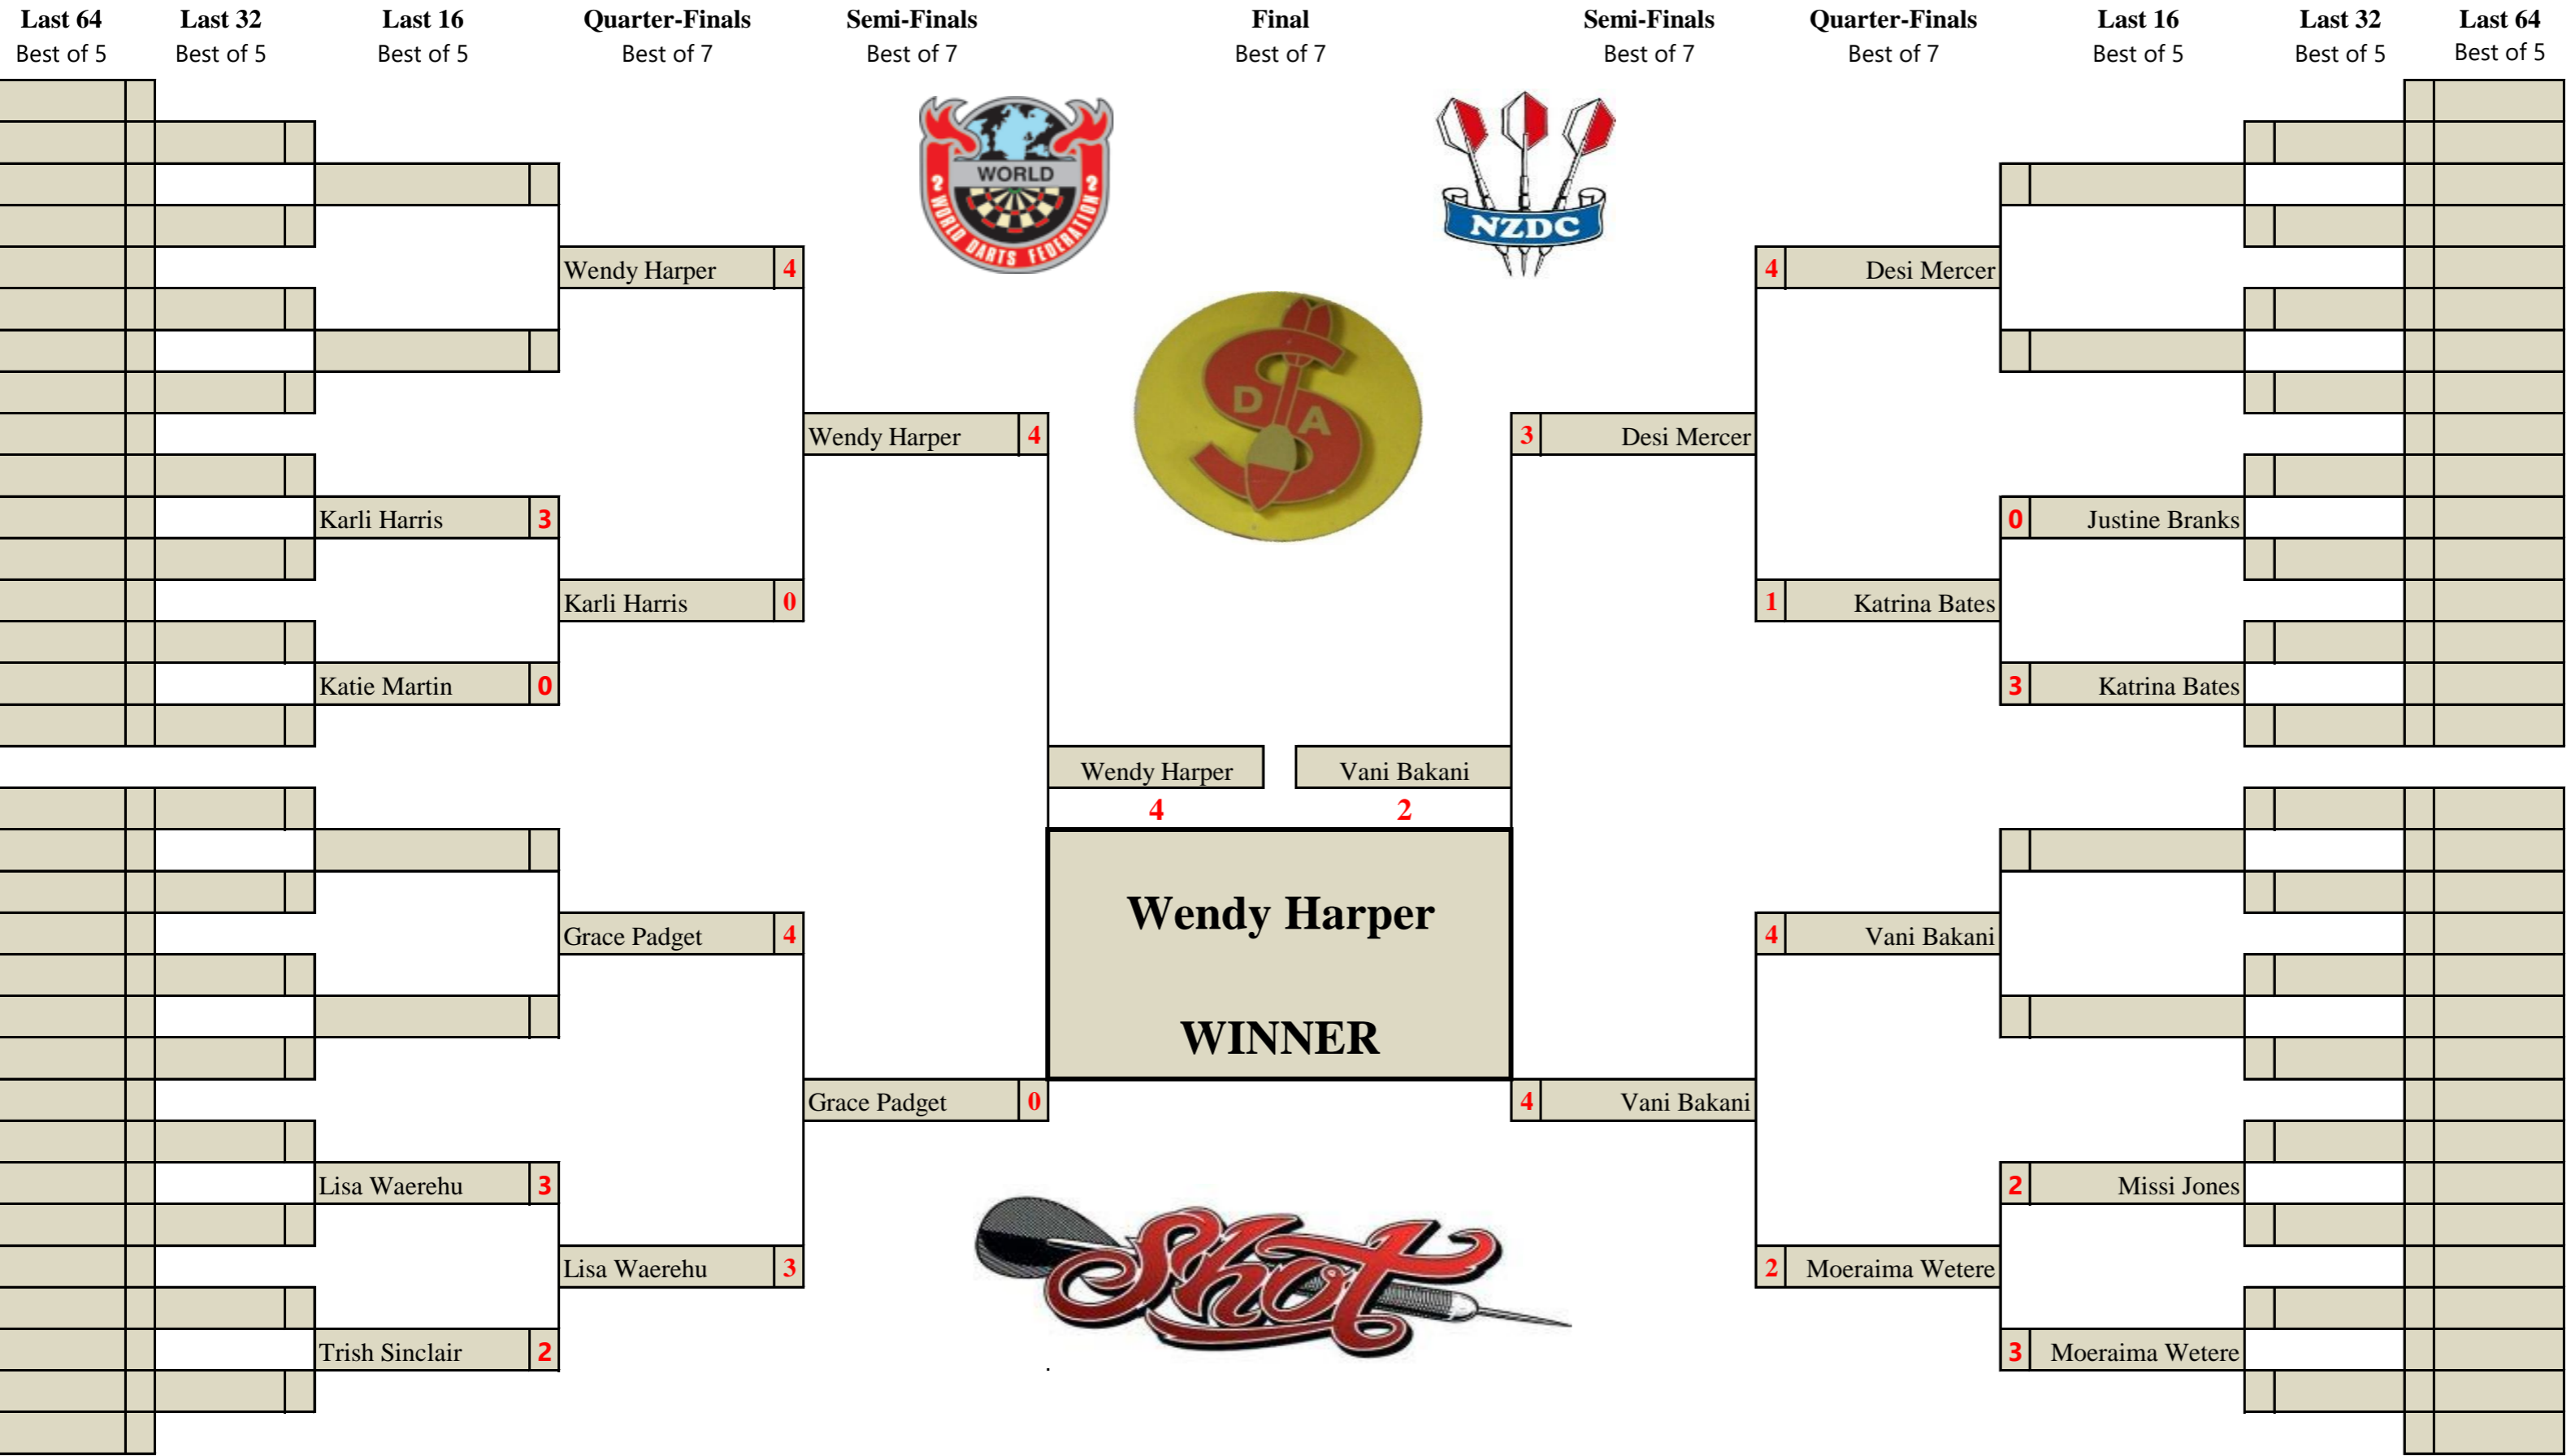 Last 64 Last 32 Last 16 Quarter-Finals Semi-Finals Final Semi-Finals Quarter-Finals Last 16 Last 32 Last 64
Best of 5 Best of 5 Best of 5 Best of 7 Best of 7 Best of 7 Best of 7 Best of 7 Best of 5 Best of 5 Best of 5
WORLD
2 2
WORLD DARTS FEDERATION
NZDC
Wendy Harper 4
4 Desi Mercer
S
D A
Wendy Harper 4
3 Desi Mercer
Karli Harris 3
0 Justine Branks
Karli Harris 0
1 Katrina Bates
Katie Martin 0
3 Katrina Bates
Wendy Harper Vani Bakani
4 2
Wendy Harper
WINNER
Grace Padget 4
4 Vani Bakani
Grace Padget 0
4 Vani Bakani
Lisa Waerehu 3
2 Missi Jones
Lisa Waerehu 3
2 Moeraima Wetere
Shot
Trish Sinclair 2
3 Moeraima Wetere
.